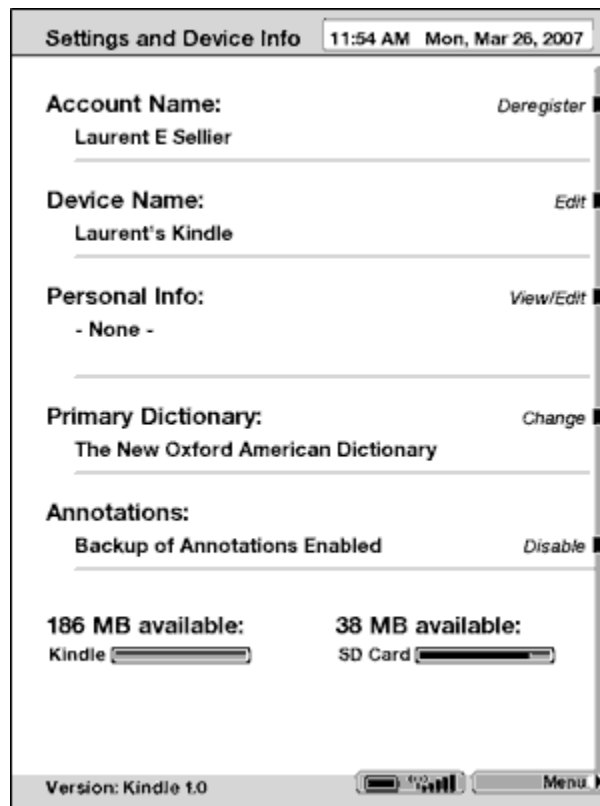 Settings and Device Info 11:54 AM Mon, Mar 26, 2007
Account Name: Deregister
Laurent E Sellier
Device Name: Edit
Laurent's Kindle
Personal Info: View/Edit
- None -
Primary Dictionary: Change
The New Oxford American Dictionary
Annotations:
Backup of Annotations Enabled Disable
186 MB available: 38 MB available:
Kindle SD Card
Version: Kindle 1.0 Menu